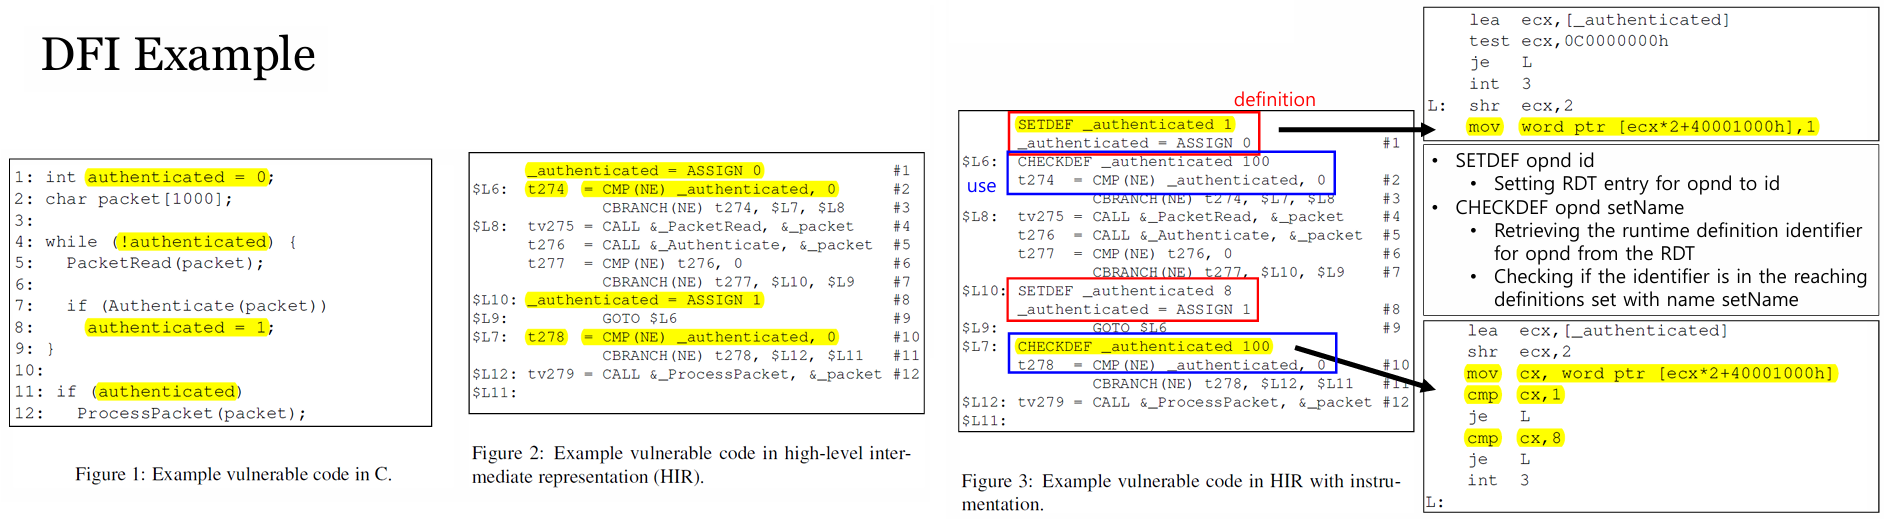 DFI Example
1: int authenticated = 0;
2: char packet[1000];
3:
4: while (!authenticated) {
5:   PacketRead(packet);
6:
7:   if (Authenticate(packet))
8:     authenticated = 1;
9: }
10:
11: if (authenticated)
12:   ProcessPacket(packet);
Figure 1: Example vulnerable code in C.
_authenticated = ASSIGN 0 #1
$L6: t274 = CMP(NE) _authenticated, 0 #2
CBRANCH(NE) t274, $L7, $L8 #3
$L8: tv275 = CALL &_PacketRead, &_packet #4
t276 = CALL &_Authenticate, &_packet #5
t277 = CMP(NE) t276, 0 #6
CBRANCH(NE) t277, $L10, $L9 #7
$L10: _authenticated = ASSIGN 1 #8
$L9: GOTO $L6 #9
$L7: t278 = CMP(NE) _authenticated, 0 #10
CBRANCH(NE) t278, $L12, $L11 #11
$L12: tv279 = CALL &_ProcessPacket, &_packet #12
$L11:
Figure 2: Example vulnerable code in high-level inter-
mediate representation (HIR).
definition
use
SETDEF _authenticated 1
_authenticated = ASSIGN 0 #1
$L6: CHECKDEF _authenticated 100
t274 = CMP(NE) _authenticated, 0 #2
CBRANCH(NE) t274, $L7, $L8 #3
$L8: tv275 = CALL &_PacketRead, &_packet #4
t276 = CALL &_Authenticate, &_packet #5
t277 = CMP(NE) t276, 0 #6
CBRANCH(NE) t277, $L10, $L9 #7
$L10: SETDEF _authenticated 8
_authenticated = ASSIGN 1 #8
$L9: GOTO $L6 #9
$L7: CHECKDEF _authenticated 100
t278 = CMP(NE) _authenticated, 0 #10
CBRANCH(NE) t278, $L12, $L11 #11
$L12: tv279 = CALL &_ProcessPacket, &_packet #12
$L11:
Figure 3: Example vulnerable code in HIR with instru-
mentation.
lea ecx,[_authenticated]
test ecx,0C0000000h
je L
int 3
L: shr ecx,2
mov word ptr [ecx*2+40001000h],1
• SETDEF opnd id
• Setting RDT entry for opnd to id
• CHECKDEF opnd setName
• Retrieving the runtime definition identifier
for opnd from the RDT
• Checking if the identifier is in the reaching
definitions set with name setName
lea ecx,[_authenticated]
shr ecx,2
mov cx, word ptr [ecx*2+40001000h]
cmp cx,1
je L
cmp cx,8
je L
int 3
L: